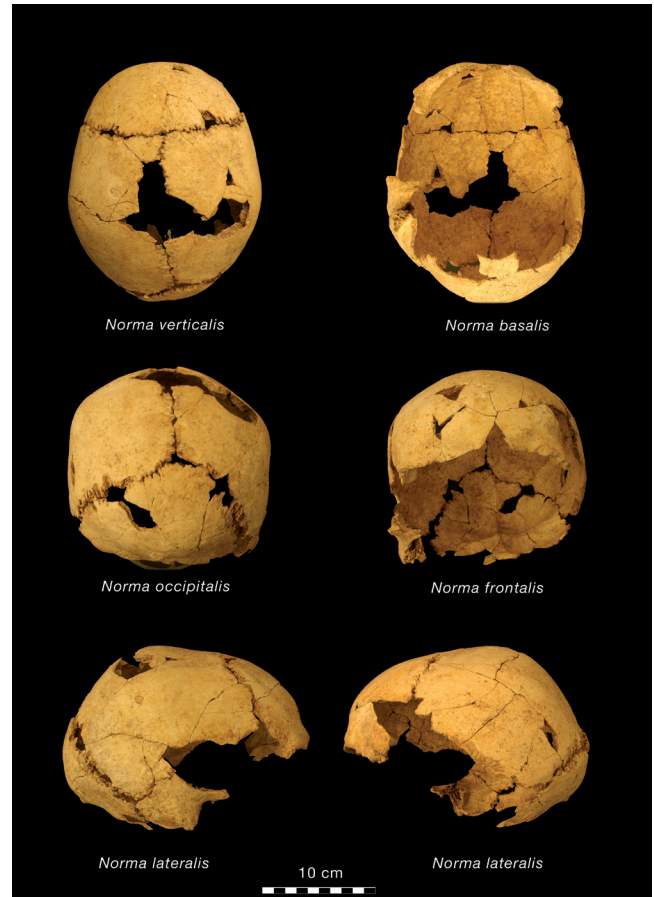 Norma verticalis
Norma basalis
Norma occipitalis
Norma frontalis
Norma lateralis
Norma lateralis
10 cm